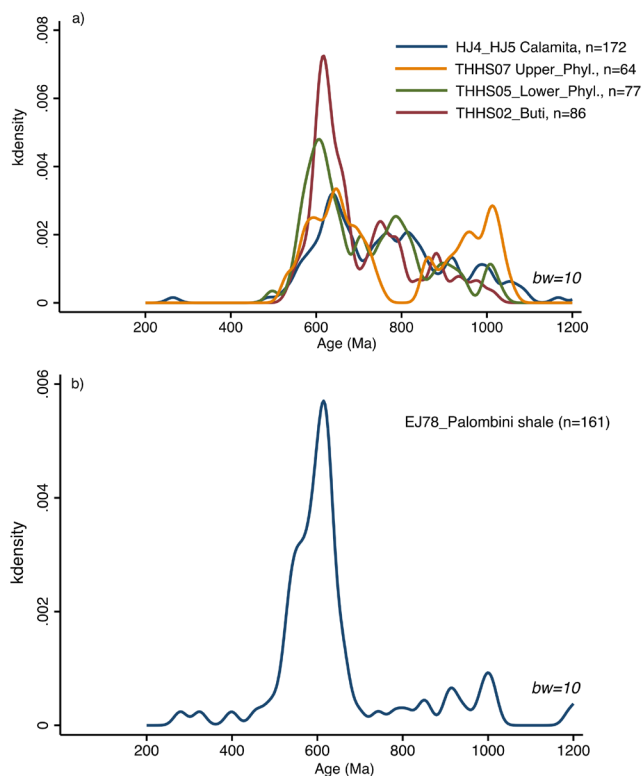 a)
.008
.006
.004
.002
0
kdensity
HJ4_HJ5 Calamita, n=172
THHS07 Upper_Phyl., n=64
THHS05_Lower_Phyl., n=77
THHS02_Buti, n=86
bw=10
200 400 600 800 1000 1200
Age (Ma)
b)
.006
.004
.002
0
kdensity
EJ78_Palombini shale (n=161)
bw=10
200 400 600 800 1000 1200
Age (Ma)